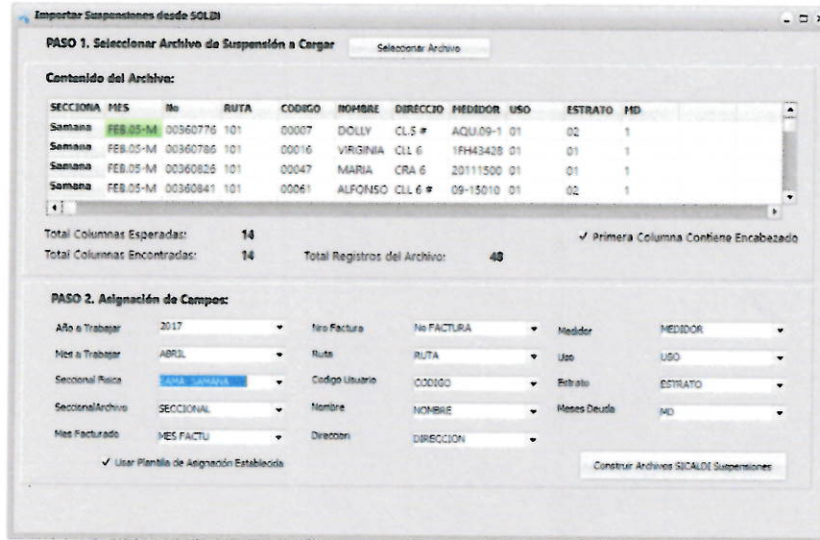 Importar Suspensiones desde SOLDI
PASO 1. Seleccionar Archivo de Suspensión a Cargar Seleccionar Archivo
Contenido del Archivo:
SECCIONA MES No RUTA CODIGO NOMBRE DIRECCIO MEDIDOR USO ESTRATO MD
Samana FEB.05-M 00360776 101 00007 DOLLY CL.5 # AQU.09-1 01 02 1
Samana FEB.05-M 00360786 101 00016 VIRGINIA CLL 6 1FH43428 01 01 1
Samana FEB.05-M 00360826 101 00047 MARIA CRA 6 20111500 01 01 1
Samana FEB.05-M 00360841 101 00061 ALFONSO CLL 6 # 09-15010 01 02 1
Total Columnas Esperadas: 14 ✓ Primera Columna Contiene Encabezado
Total Columnas Encontradas: 14 Total Registros del Archivo: 48
PASO 2. Asignación de Campos:
Año a Trabajar 2017 Nro Factura No FACTURA Medidor MEDIDOR
Mes a Trabajar ABRIL Ruta RUTA Uso USO
Seccional Fisica SAMANA Codigo Usuario CODIGO Estrato ESTRATO
SeccionalArchivo SECCIONAL Nombre NOMBRE Meses Deuda MD
Mes Facturado MES FACTU Direccion DIRECCION
✓ Usar Plantilla de Asignación Establecida Construir Archivos SICALDI Suspensiones